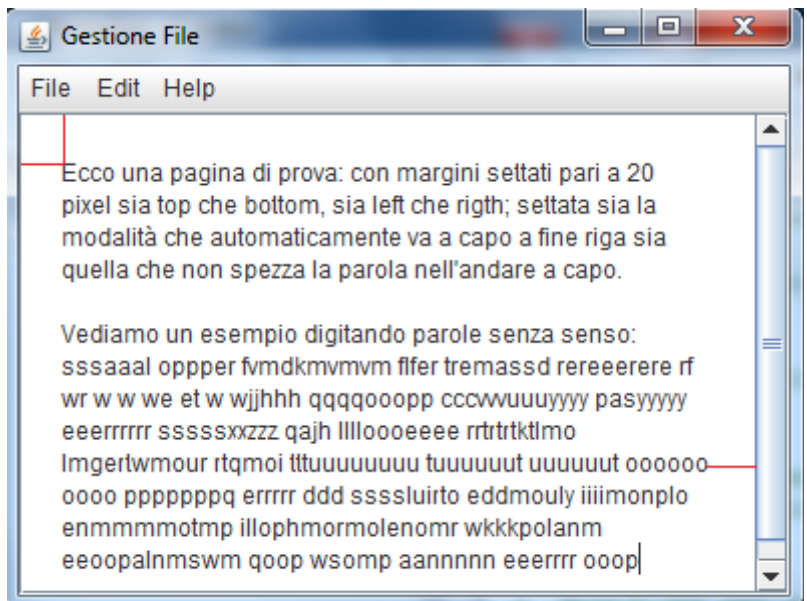 Gestione File
File Edit Help
Ecco una pagina di prova: con margini settati pari a 20
pixel sia top che bottom, sia left che rigth; settata sia la
modalità che automaticamente va a capo a fine riga sia
quella che non spezza la parola nell'andare a capo.
Vediamo un esempio digitando parole senza senso:
sssaaal oppper fvmdkmvmvm flfer tremassd rereeerere rf
wr w w we et w wjjhhh qqqqooopp cccvvvuuuyyyy pasyyyyy
eeerrrrrr sssssxxzzz qajh lllloooeeee rrtrtrtktlmo
lmgertwmour rtqmoi tttuuuuuuuu tuuuuuut uuuuuut oooooo
oooo pppppppq errrrr ddd ssssluirto eddmouly iiiimonplo
enmmmmotmp illophmormolenomr wkkkpolanm
eeoopalnmswm qoop wsomp aannnnn eeerrrr ooop